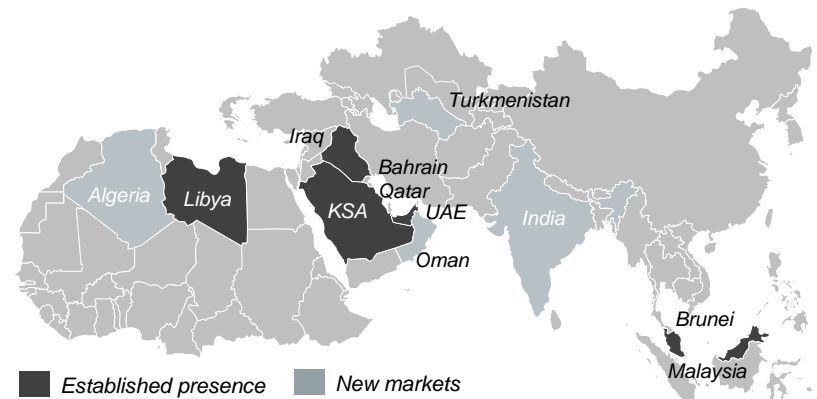 Turkmenistan
Iraq
Bahrain
Algeria
Libya
Qatar
KSA
UAE
India
Oman
Brunei
Malaysia
Established presence
New markets